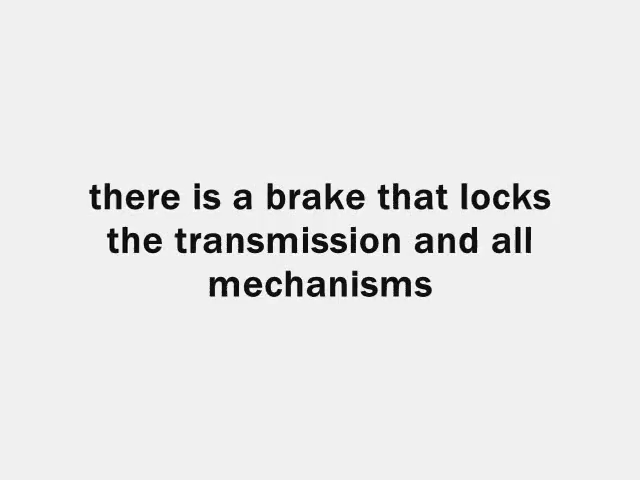 there is a brake that locks
the transmission and all
mechanisms